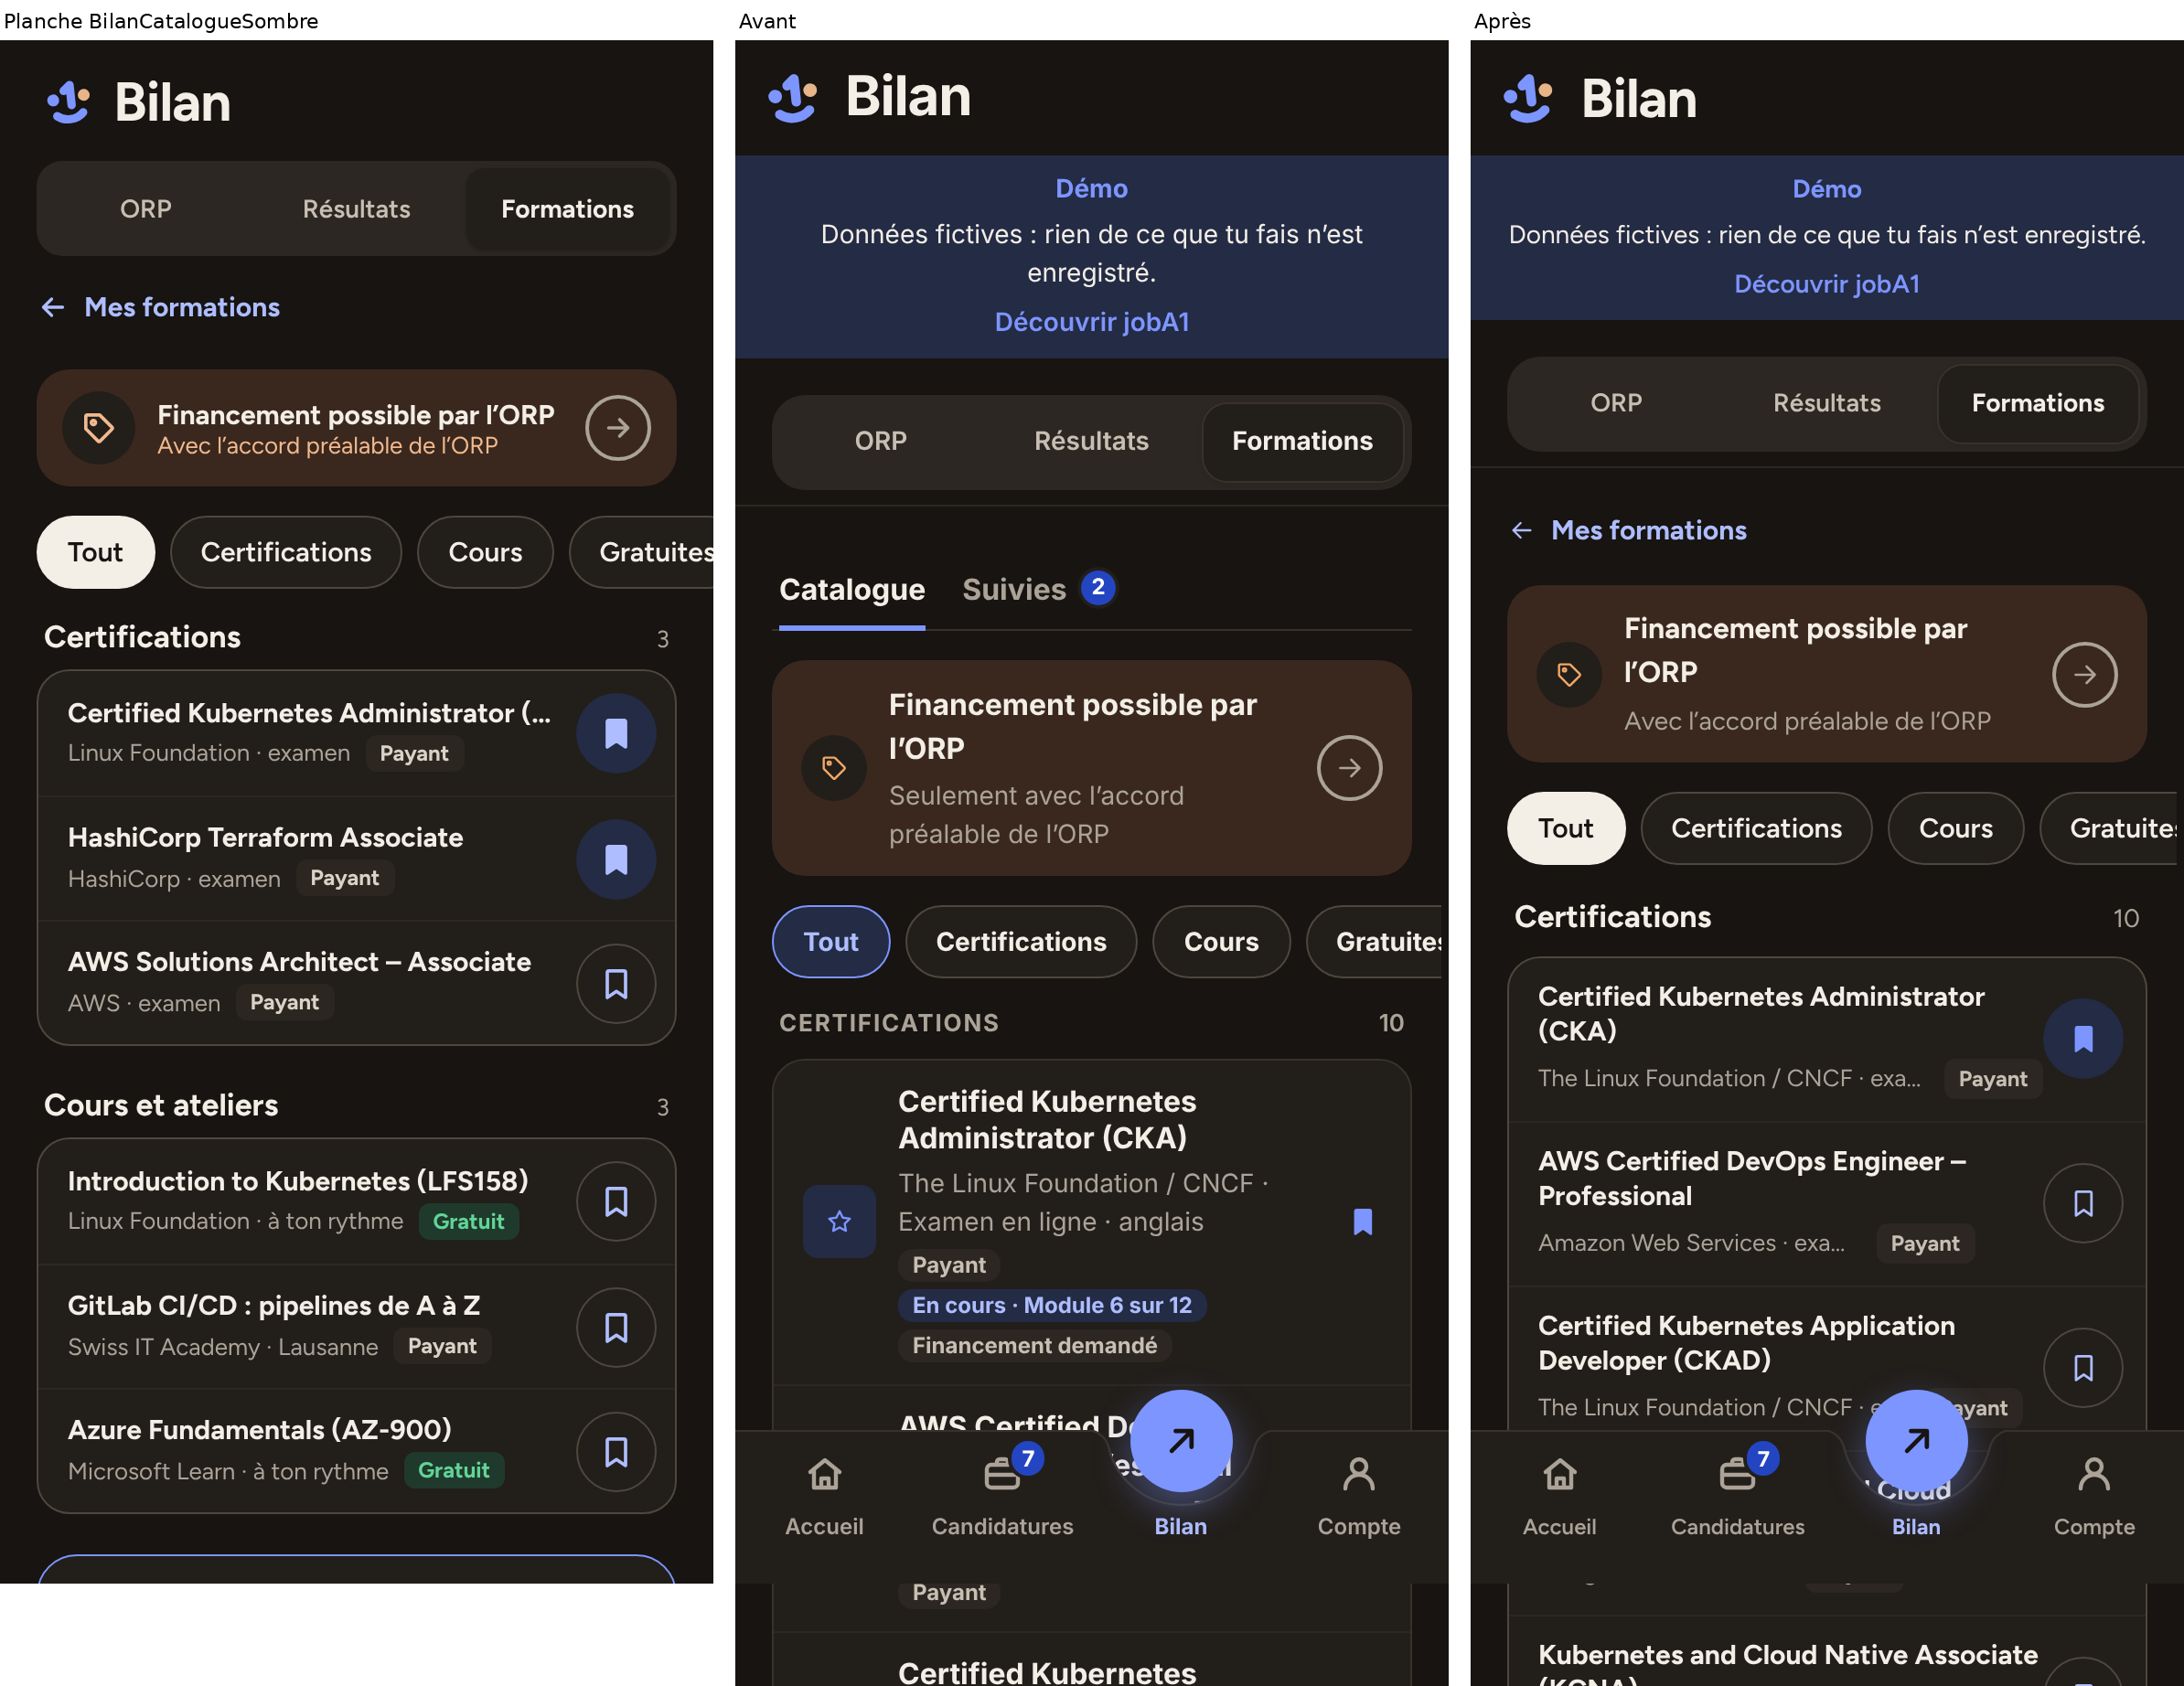 Planche BilanCatalogueSombre
Bilan
ORP
Résultats
Formations
Mes formations
Financement possible par l’ORP
Avec l’accord préalable de l’ORP
Tout
Certifications
Cours
Gratuites
Certifications
3
Certified Kubernetes Administrator (...
Linux Foundation · examen
Payant
HashiCorp Terraform Associate
HashiCorp · examen
Payant
AWS Solutions Architect – Associate
AWS · examen
Payant
Cours et ateliers
3
Introduction to Kubernetes (LFS158)
Linux Foundation · à ton rythme
Gratuit
GitLab CI/CD : pipelines de A à Z
Swiss IT Academy · Lausanne
Payant
Azure Fundamentals (AZ-900)
Microsoft Learn · à ton rythme
Gratuit
Avant
Bilan
Démo
Données fictives : rien de ce que tu fais n’est
enregistré.
Découvrir jobA1
ORP
Résultats
Formations
Catalogue
Suivies
2
Financement possible par
l’ORP
Seulement avec l’accord
préalable de l’ORP
Tout
Certifications
Cours
Gratuites
CERTIFICATIONS
10
Certified Kubernetes
Administrator (CKA)
The Linux Foundation / CNCF ·
Examen en ligne · anglais
Payant
En cours · Module 6 sur 12
Financement demandé
AWS Certified
Accueil
7
Candidatures
Bilan
Compte
Payant
Certified Kubernetes
Après
Bilan
Démo
Données fictives : rien de ce que tu fais n’est enregistré.
Découvrir jobA1
ORP
Résultats
Formations
Mes formations
Financement possible par
l’ORP
Avec l’accord préalable de l’ORP
Tout
Certifications
Cours
Gratuites
Certifications
10
Certified Kubernetes Administrator
(CKA)
The Linux Foundation / CNCF · exa...
Payant
AWS Certified DevOps Engineer –
Professional
Amazon Web Services · exa...
Payant
Certified Kubernetes Application
Developer (CKAD)
The Linux Foundation / CNCF ·
Cloud
Accueil
7
Candidatures
Bilan
Compte
Kubernetes and Cloud Native Associate